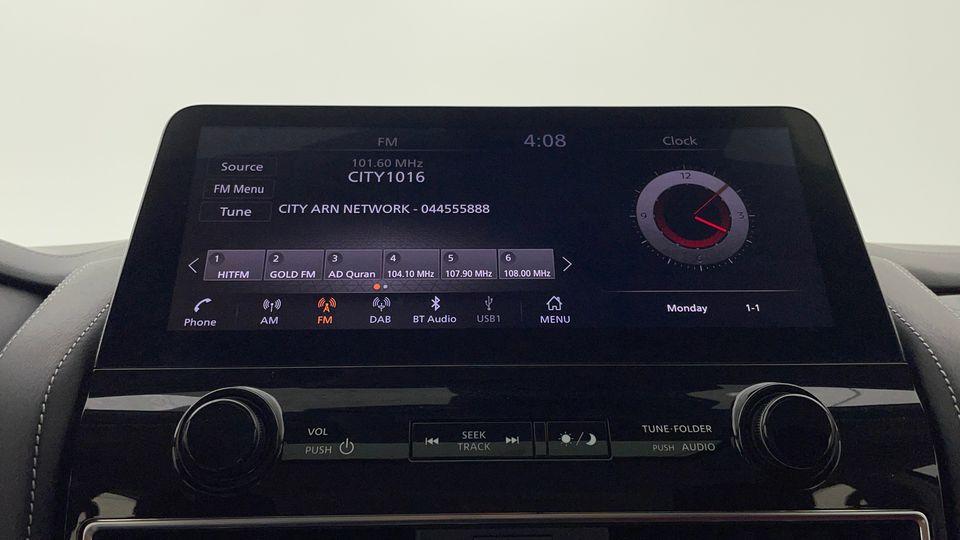 FM 4:08 Clock
Source
101.60 MHz
CITY1016
FM Menu
Tune
CITY ARN NETWORK - 044555888
12
3
6
9
1 2 3 4 5 6
HITFM GOLD FM AD Quran 104.10 MHz 107.90 MHz 108.00 MHz
Phone AM FM DAB BT Audio USB1 MENU
Monday 1-1
VOL
PUSH
SEEK
TRACK
TUNE·FOLDER
PUSH AUDIO